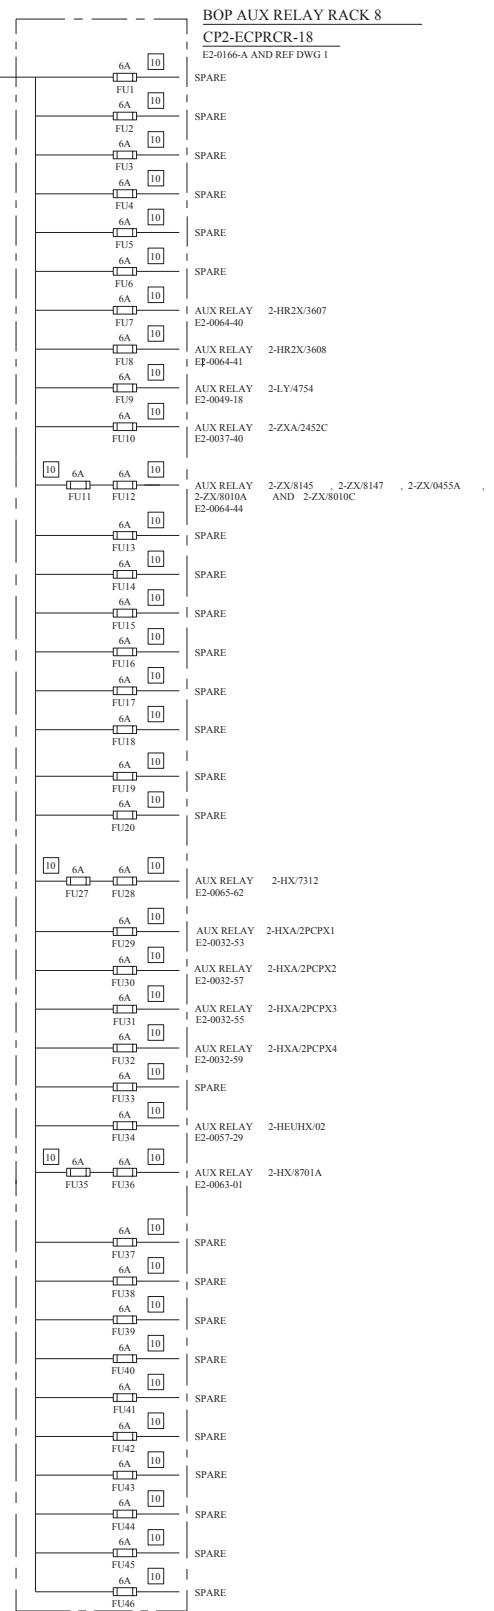 BOP AUX RELAY RACK 8
CP2-ECPRCR-18
E2-0166-A AND REF DWG 1
6A 10
FU1 SPARE
6A 10
FU2 SPARE
6A 10
FU3 SPARE
6A 10
FU4 SPARE
6A 10
FU5 SPARE
6A 10
FU6 SPARE
6A 10
FU7 AUX RELAY 2-HR2X/3607
E2-0064-40
6A 10
FU8 AUX RELAY 2-HR2X/3608
E2-0064-41
6A 10
FU9 AUX RELAY 2-LY/4754
E2-0049-18
6A 10
FU10 AUX RELAY 2-ZXA/2452C
E2-0037-40
10 6A 6A 10
FU11 FU12 AUX RELAY 2-ZX/8145 , 2-ZX/8147 , 2-ZX/0455A ,
2-ZX/8010A AND 2-ZX/8010C
E2-0064-44
6A 10
FU13 SPARE
6A 10
FU14 SPARE
6A 10
FU15 SPARE
6A 10
FU16 SPARE
6A 10
FU17 SPARE
6A 10
FU18 SPARE
6A 10
FU19 SPARE
6A 10
FU20 SPARE
10 6A 6A 10
FU27 FU28 AUX RELAY 2-HX/7312
E2-0065-62
6A 10
FU29 AUX RELAY 2-HXA/2PCPX1
E2-0032-53
6A 10
FU30 AUX RELAY 2-HXA/2PCPX2
E2-0032-57
6A 10
FU31 AUX RELAY 2-HXA/2PCPX3
E2-0032-55
6A 10
FU32 AUX RELAY 2-HXA/2PCPX4
E2-0032-59
6A 10
FU33 SPARE
6A 10
FU34 AUX RELAY 2-HEUHX/02
E2-0057-29
10 6A 6A 10
FU35 FU36 AUX RELAY 2-HX/8701A
E2-0063-01
6A 10
FU37 SPARE
6A 10
FU38 SPARE
6A 10
FU39 SPARE
6A 10
FU40 SPARE
6A 10
FU41 SPARE
6A 10
FU42 SPARE
6A 10
FU43 SPARE
6A 10
FU44 SPARE
6A 10
FU45 SPARE
6A 10
FU46 SPARE